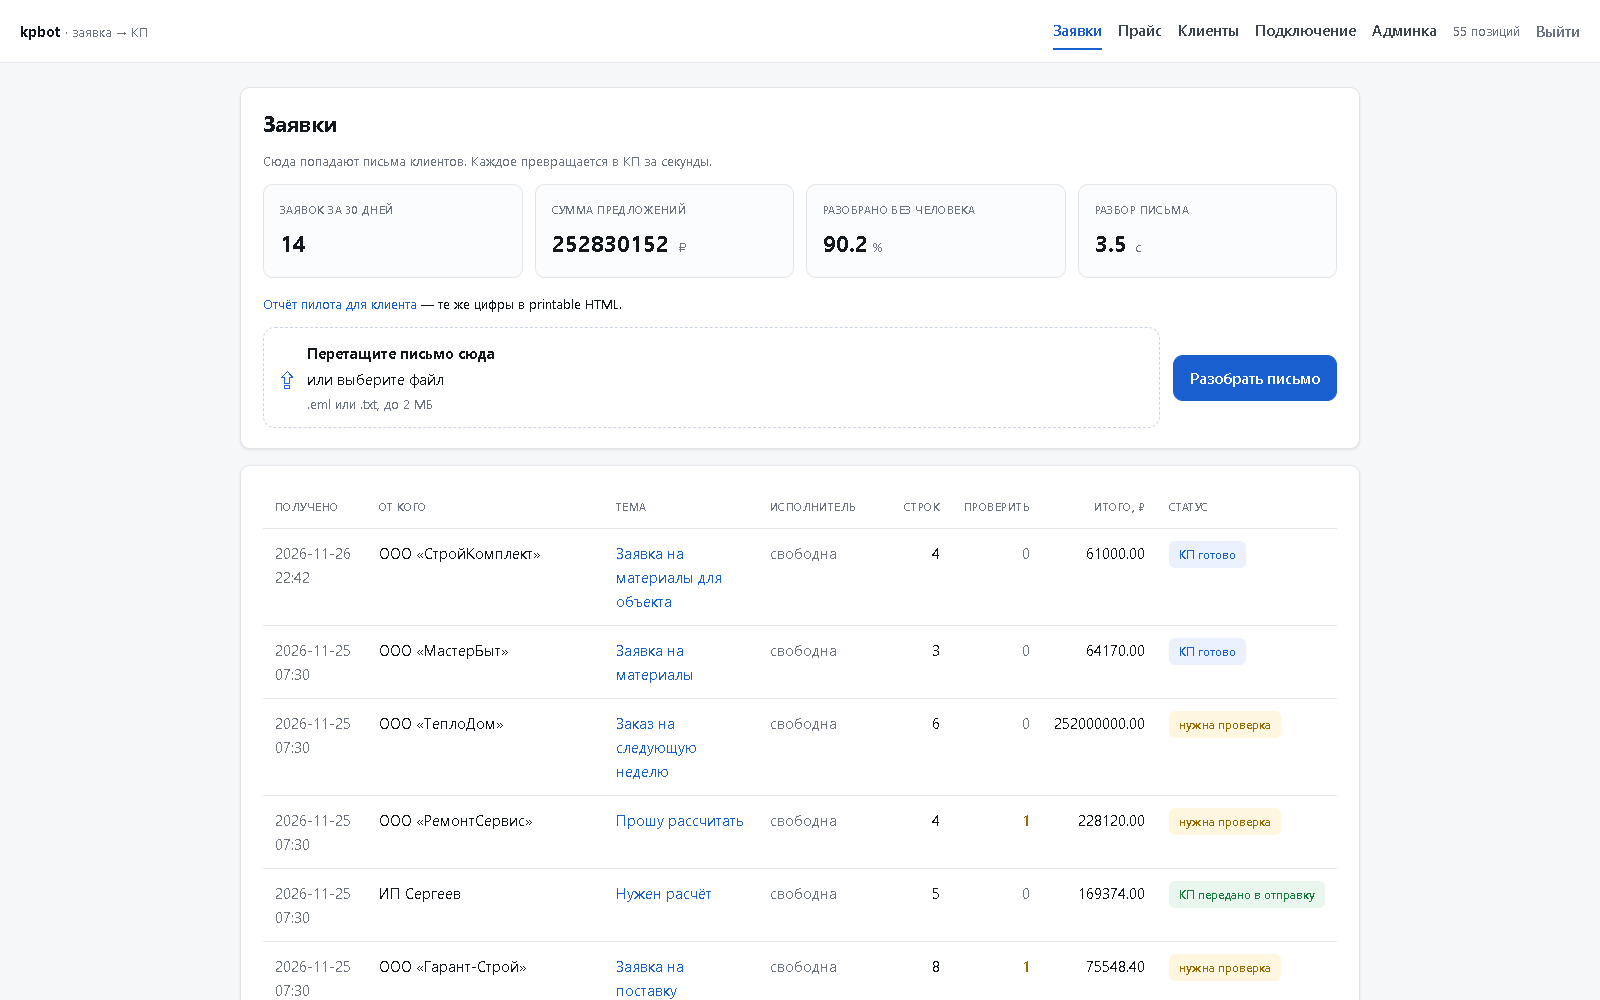 kpbot · заявка → КП
Заявки Прайс Клиенты Подключение Админка 55 позиций Выйти
Заявки
Сюда попадают письма клиентов. Каждое превращается в КП за секунды.
ЗАЯВОК ЗА 30 ДНЕЙ
14
СУММА ПРЕДЛОЖЕНИЙ
252830152 ₽
РАЗОБРАНО БЕЗ ЧЕЛОВЕКА
90.2 %
РАЗБОР ПИСЬМА
3.5 с
Отчёт пилота для клиента — те же цифры в printable HTML.
Перетащите письмо сюда
или выберите файл
.eml или .txt, до 2 МБ
Разобрать письмо
ПОЛУЧЕНО ОТ КОГО ТЕМА ИСПОЛНИТЕЛЬ СТРОК ПРОВЕРИТЬ ИТОГО, ₽ СТАТУС
2026-11-26 ООО «СтройКомплект» Заявка на свободна 4 0 61000.00 КП готово
22:42 материалы для
объекта
2026-11-25 ООО «МастерБыт» Заявка на свободна 3 0 64170.00 КП готово
07:30 материалы
2026-11-25 ООО «ТеплоДом» Заказ на свободна 6 0 252000000.00 нужна проверка
07:30 следующую
неделю
2026-11-25 ООО «РемонтСервис» Прошу рассчитать свободна 4 1 228120.00 нужна проверка
07:30
2026-11-25 ИП Сергеев Нужен расчёт свободна 5 0 169374.00 КП передано в отправку
07:30
2026-11-25 ООО «Гарант-Строй» Заявка на свободна 8 1 75548.40 нужна проверка
07:30 поставку